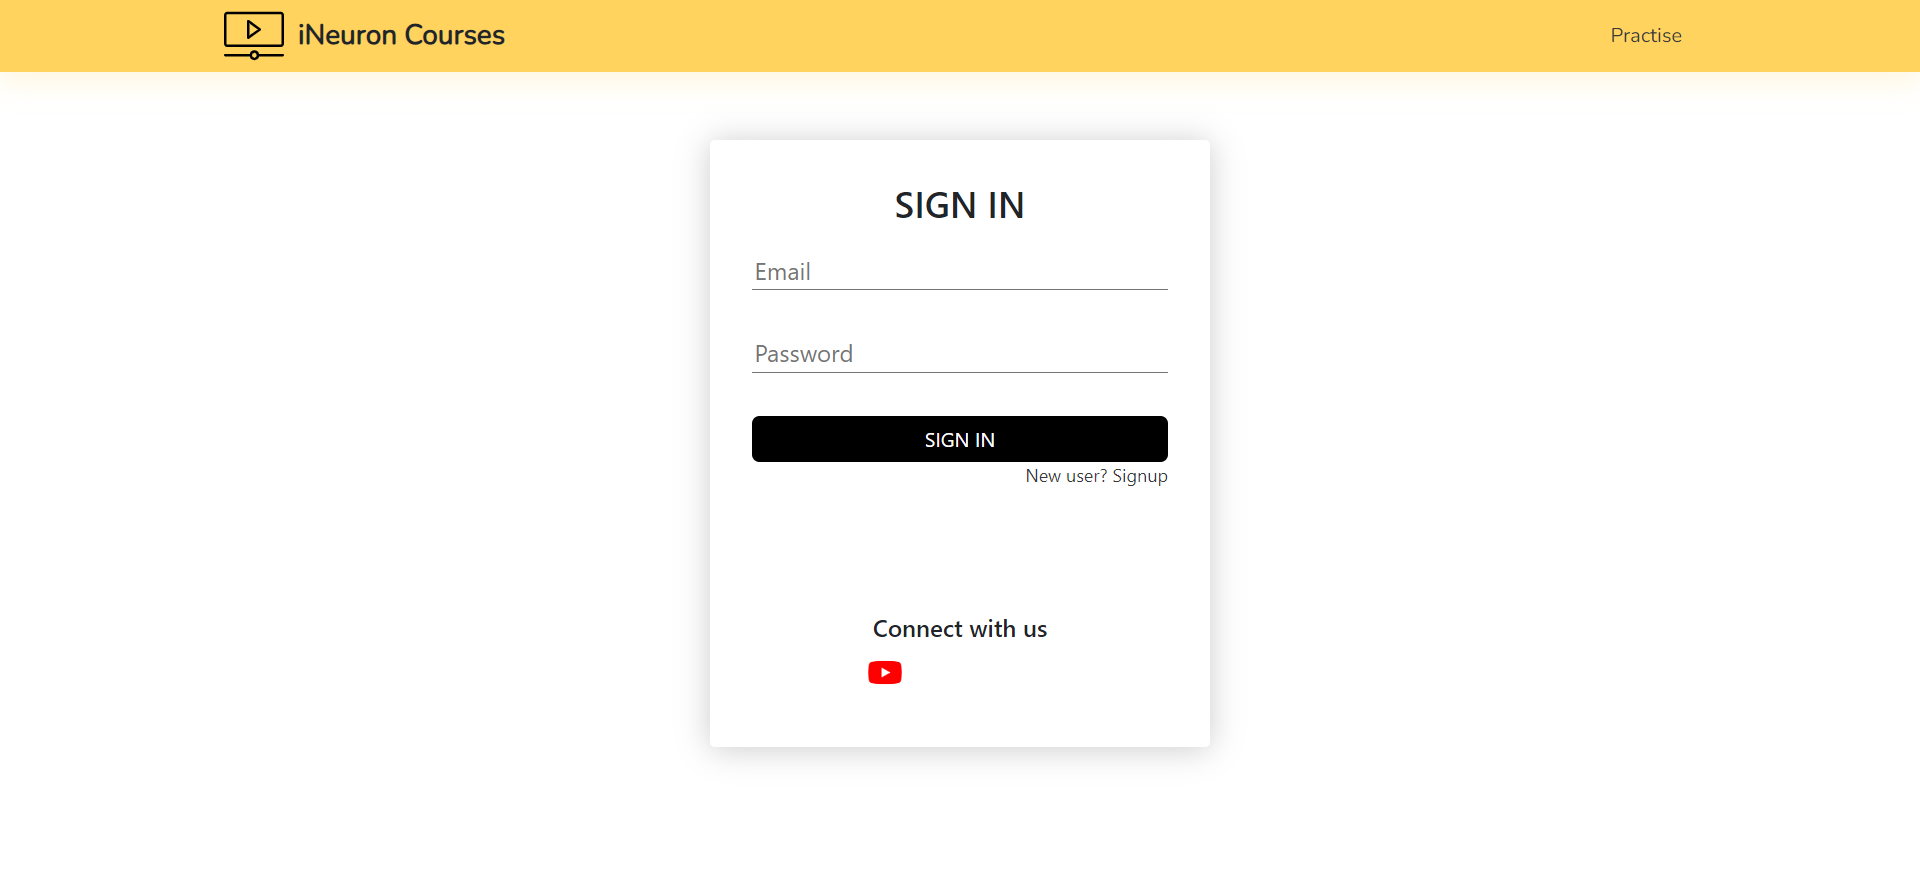 iNeuron Courses
Practise
SIGN IN
Email
Password
SIGN IN
New user? Signup
Connect with us